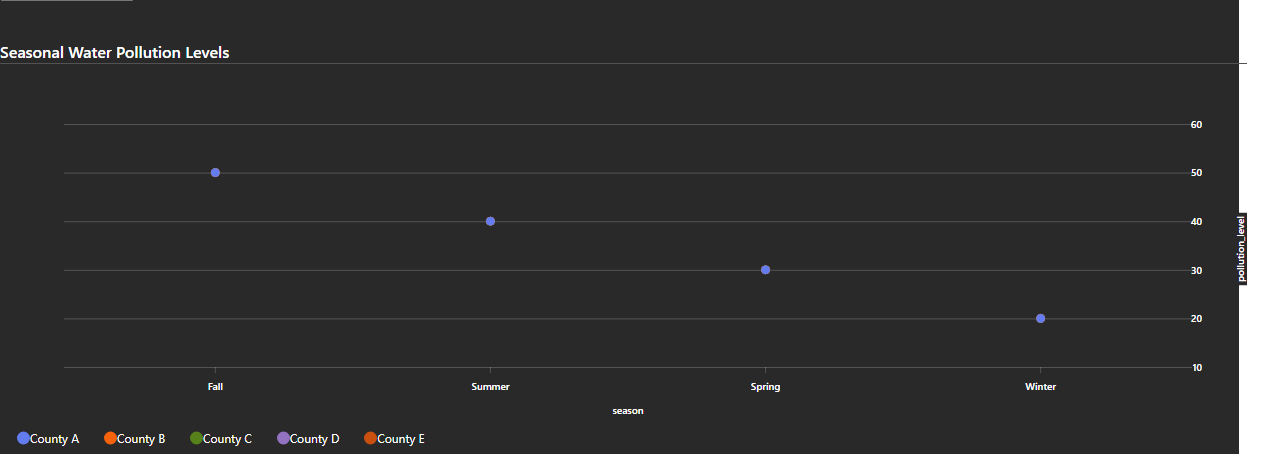 Seasonal Water Pollution Levels
60
50
40
30
20
10
pollution_level
Fall Summer Spring Winter
season
County A County B County C County D County E